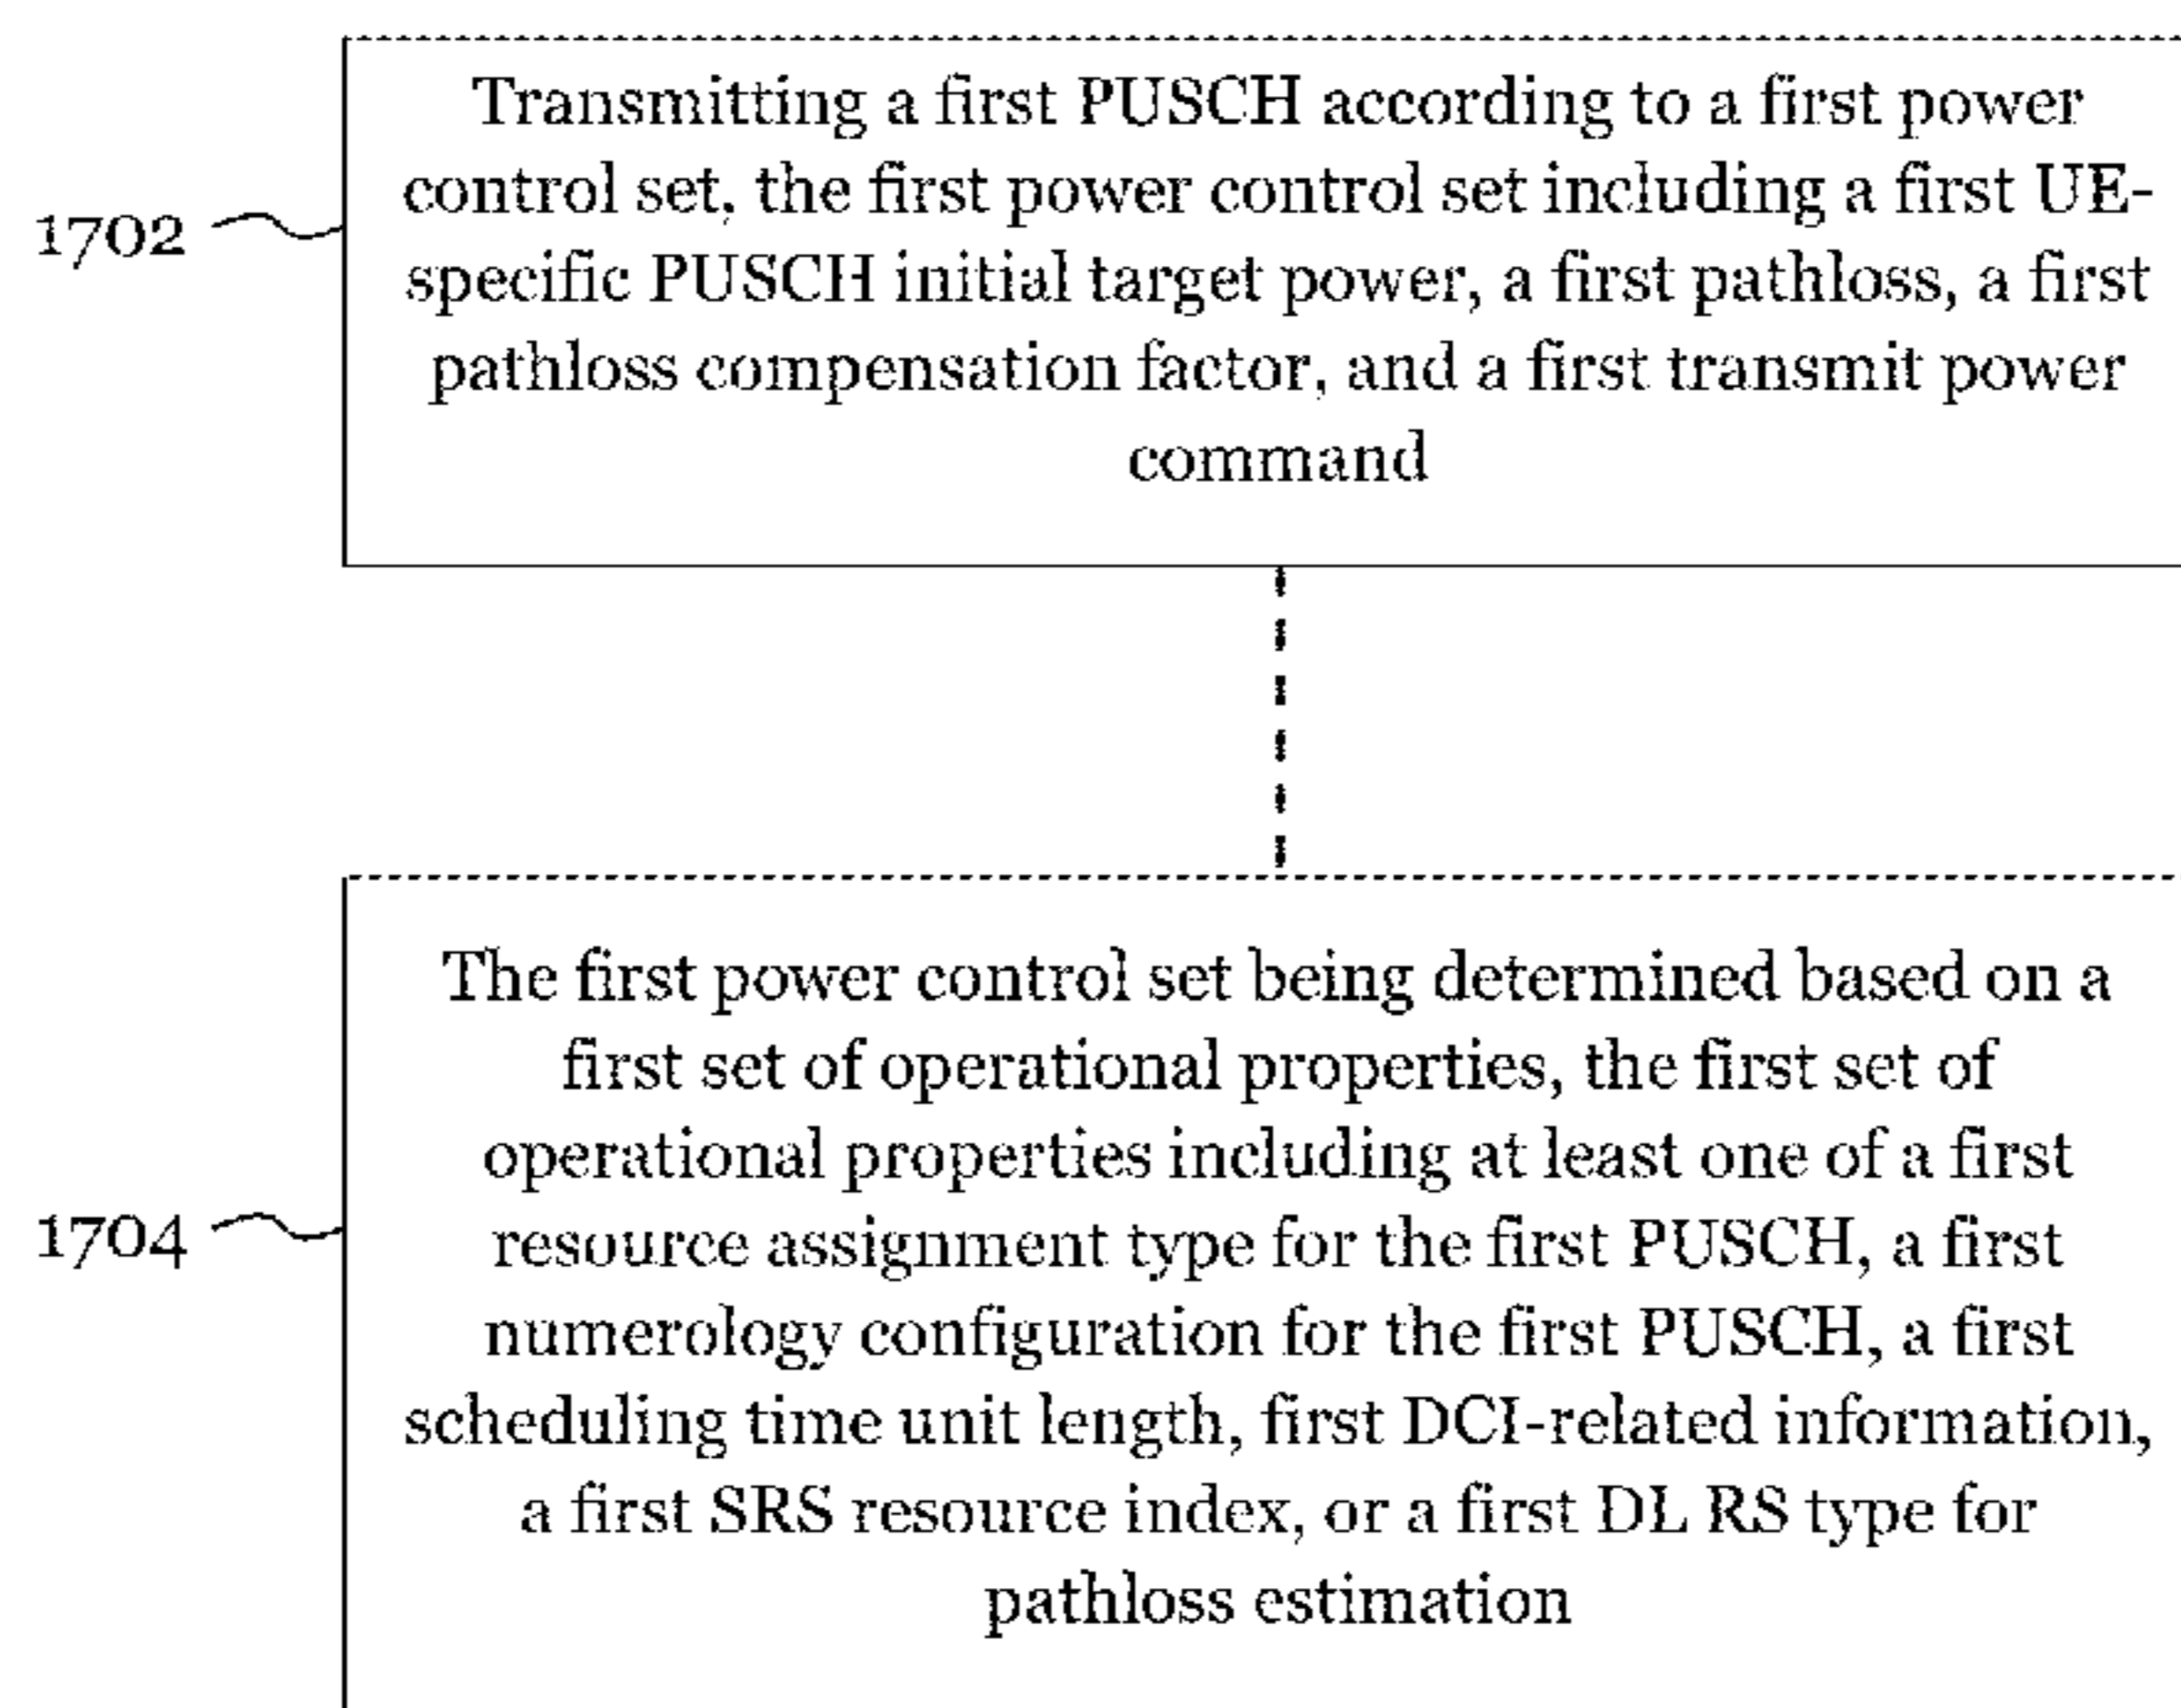 Transmitting a first PUSCH according to a first power
control set, the first power control set including a first UE-
1702
specific PUSCH initial target power, a first pathloss, a first
pathloss compensation factor, and a first transmit power
command
The first power control set being determined based on a
first set of operational properties, the first set of
operational properties including at least one of a first
1704
resource assignment type for the first PUSCH, a first
numerology configuration for the first PUSCH, a first
scheduling time unit length, first DCI-related information,
a first SRS resource index, or a first DL RS type for
pathloss estimation